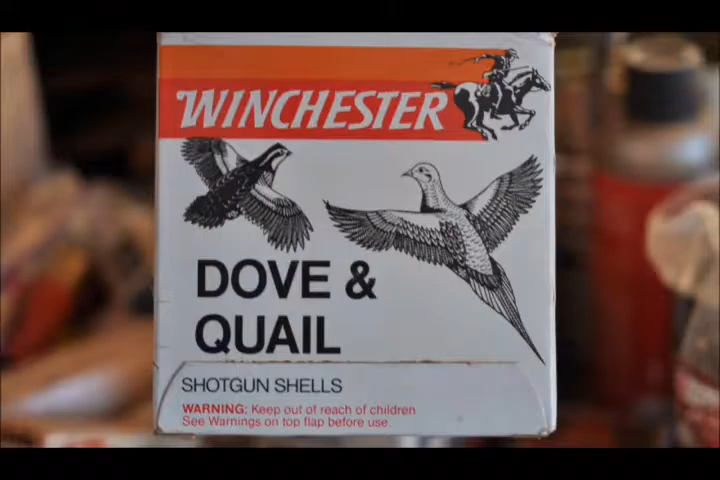 WINCHESTER
DOVE &
QUAIL
SHOTGUN SHELLS
WARNING: Keep out of reach of children
See Warnings on top flap before use.